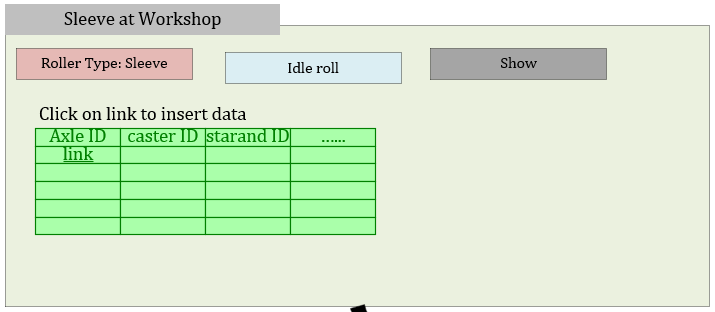 Sleeve at Workshop
Roller Type: Sleeve
Idle roll
Show
Click on link to insert data
Axle ID caster ID starand ID ......
link